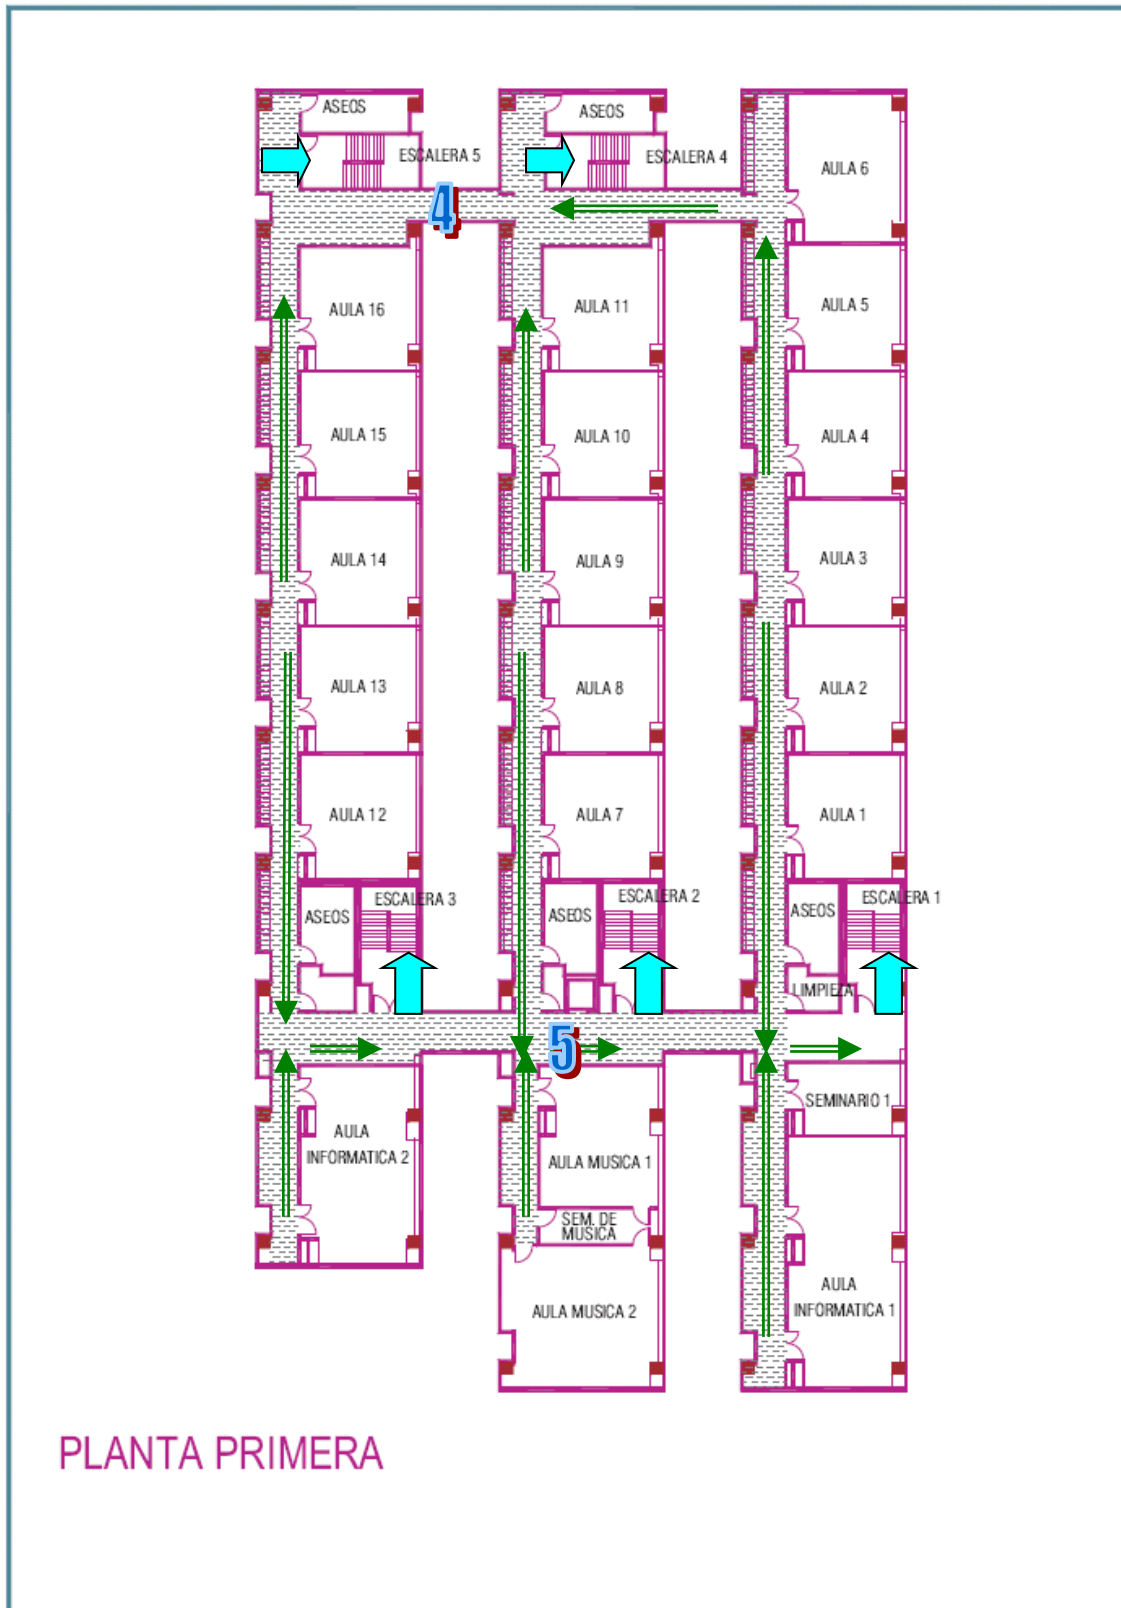 ASEOS
ASEOS
ESCALERA 5
ESCALERA 4
AULA 6
4
AULA 16
AULA 11
AULA 5
AULA 15
AULA 10
AULA 4
AULA 14
AULA 9
AULA 3
AULA 13
AULA 8
AULA 2
AULA 12
AULA 7
AULA 1
ESCALERA 3
ESCALERA 2
ESCALERA 1
ASEOS
ASEOS
ASEOS
LIMPIEZA
5
SEMINARIO 1
AULA
INFORMATICA 2
AULA MUSICA 1
SEM. DE
MUSICA
AULA MUSICA 2
AULA
INFORMATICA 1
PLANTA PRIMERA